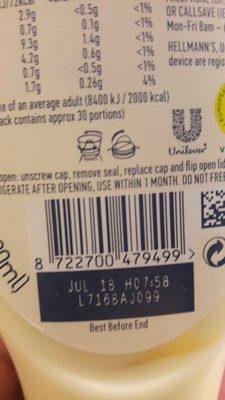 2.9g <0.5g <1%
0.7g <0.5g <1%
9.3g 1.4g <1%
4.2g 0.6g <1%
0.7g <0.5g <1%
1.7g 0.26g 4%
OR CALLSAVE
Mon-Fri 8am
HELLMANN'S, U
device are regis
e of an average adult (8400 kJ / 2000 kcal)
ack contains approx 30 portions)
Unilever
open: unscrew cap, remove seal, replace cap and flip open lid
IGERATE AFTER OPENING, USE WITHIN 1 MONTH. DO NOT FREE
0ml)
8 722700 479499 >
JUL 18 H07:58
L7168AJ099
Best Before End